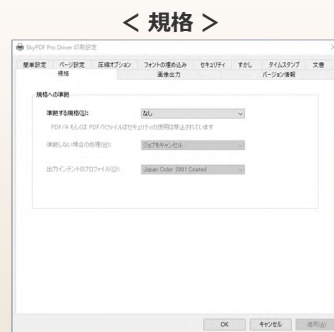 ＜ 規格 ＞
SkyPDF Pro Driver 印刷設定
簡単設定 ページ設定 圧縮オプション フォントの埋め込み セキュリティ すかし タイムスタンプ 文書
規格 画像出力 バージョン情報
規格への準拠
準拠する規格(S): なし
PDF/Aもしくは PDF/Xファイルはセキュリティの使用は禁止されています
準拠しない場合の処理(H): ジョブをキャンセル
出力インテントのプロファイル(O): Japan Color 2001 Coated
OK キャンセル 適用(A)